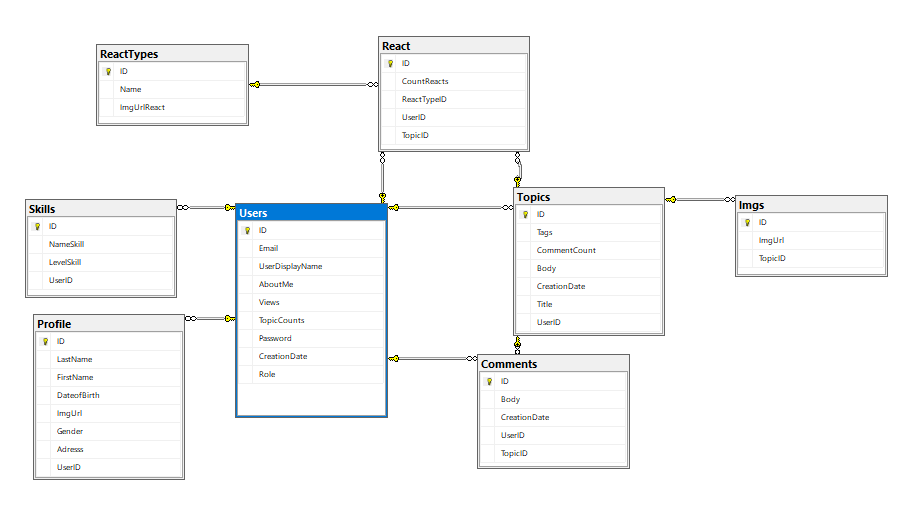 ReactTypes
ID
Name
ImgUrlReact
React
ID
CountReacts
ReactTypeID
UserID
TopicID
Skills
ID
NameSkill
LevelSkill
UserID
Users
ID
Email
UserDisplayName
AboutMe
Views
TopicCounts
Password
CreationDate
Role
Topics
ID
Tags
CommentCount
Body
CreationDate
Title
UserID
Imgs
ID
ImgUrl
TopicID
Profile
ID
LastName
FirstName
DateofBirth
ImgUrl
Gender
Adresss
UserID
Comments
ID
Body
CreationDate
UserID
TopicID